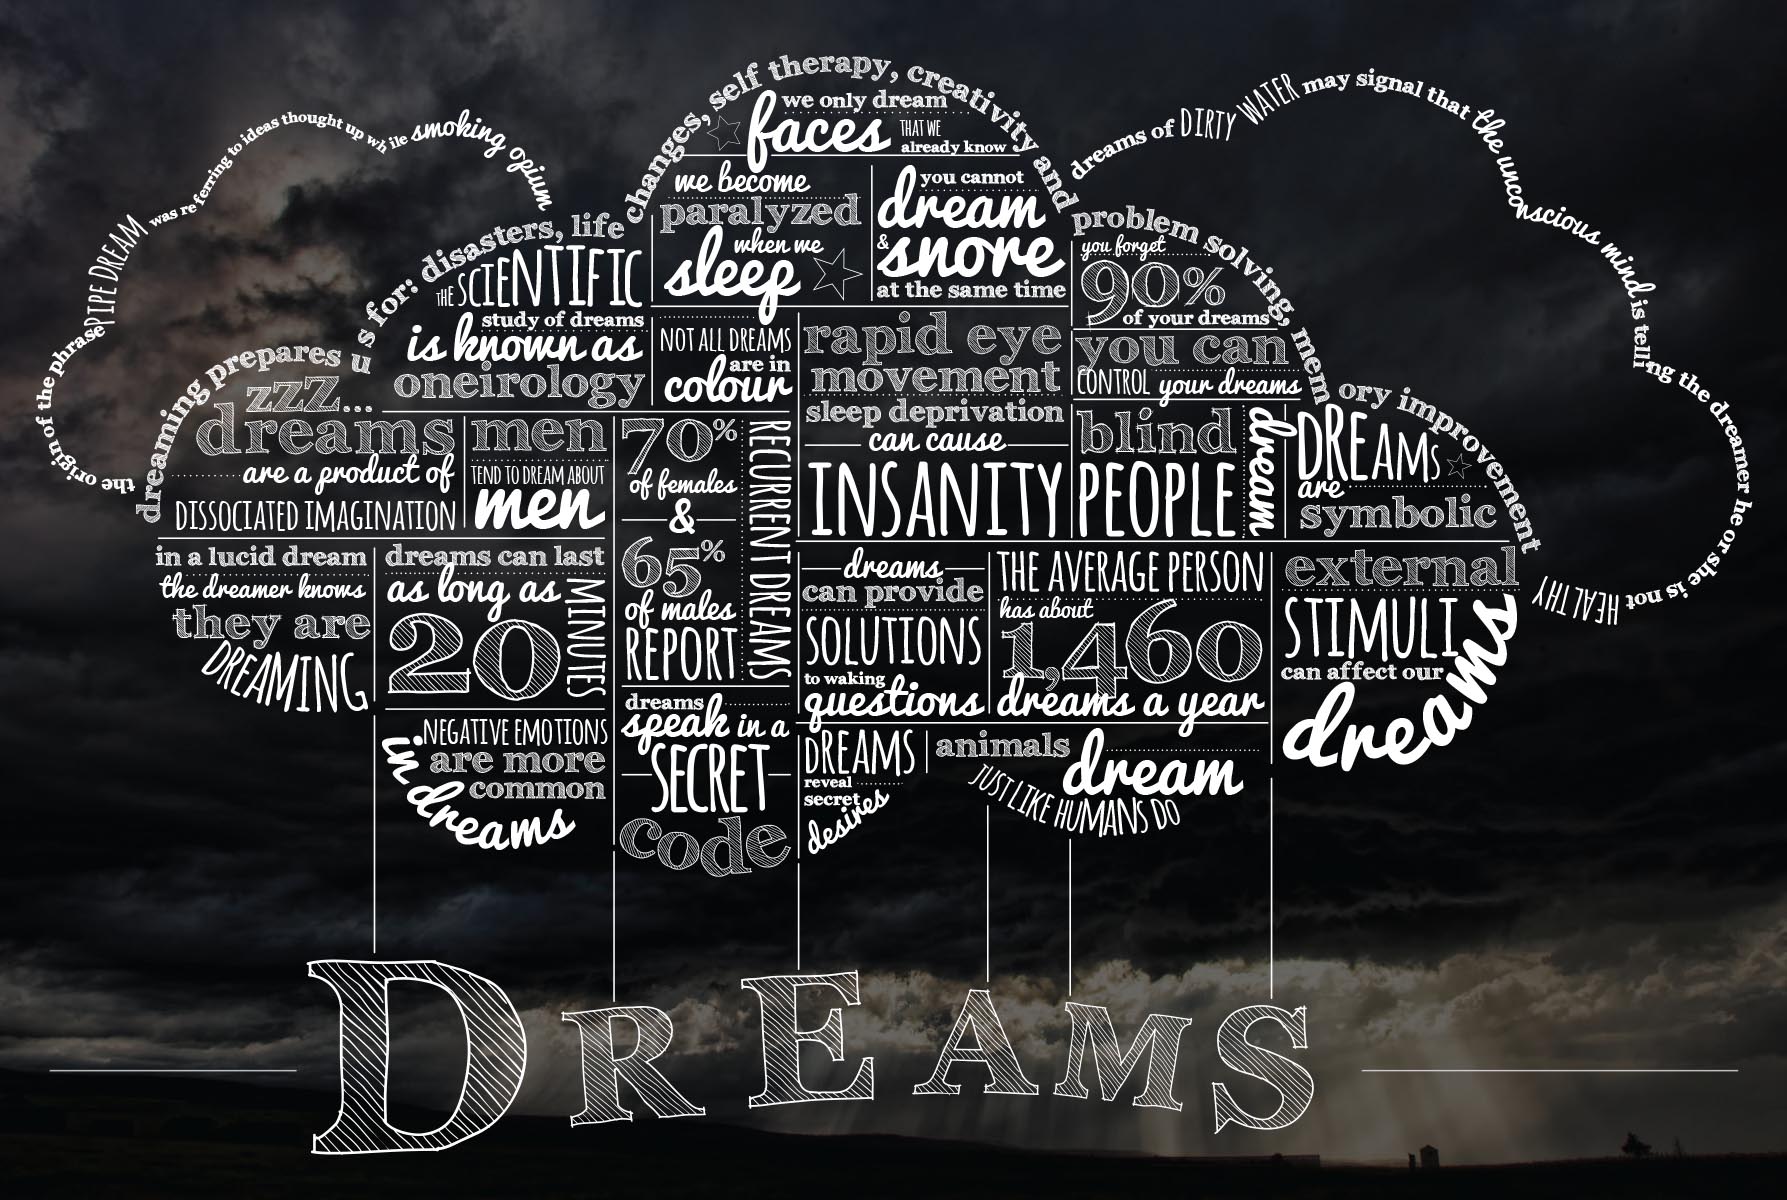 the origin of the phrase PIPE DREAM was referring to ideas thought up while smoking opium
dreaming prepares us for: disasters, life changes, self therapy, creativity and problem solving, memory improvement
dreams of DIRTY WATER may signal that the unconscious mind is telling the dreamer he or she is not HEALTHY
we only dream
faces
THAT WE
already know
we become
paralyzed
when we
sleep
you cannot
dream
& snore
at the same time
THE SCIENTIFIC
study of dreams
is known as
oneirology
NOT ALL DREAMS
are in
colour
rapid eye
movement
sleep deprivation
can cause
INSANITY
you forget
90%
of your dreams
you can
CONTROL your dreams
zzz...
dreams
are a product of
DISSOCIATED IMAGINATION
men
TEND TO DREAM ABOUT
men
70%
of females
&
65%
of males
REPORT
RECURRENT DREAMS
blind
PEOPLE
dream
DREAMS
are
symbolic
in a lucid dream
the dreamer knows
they are
DREAMING
dreams can last
as long as
20
MINUTES
dreams
can provide
SOLUTIONS
to waking
questions
THE AVERAGE PERSON
has about
1,460
dreams a year
external
STIMULI
can affect our
dreams
NEGATIVE EMOTIONS
are more
common
in dreams
dreams
speak in a
SECRET
code
DREAMS
reveal
secret
desires
animals
dream
JUST LIKE HUMANS DO
DREAMS